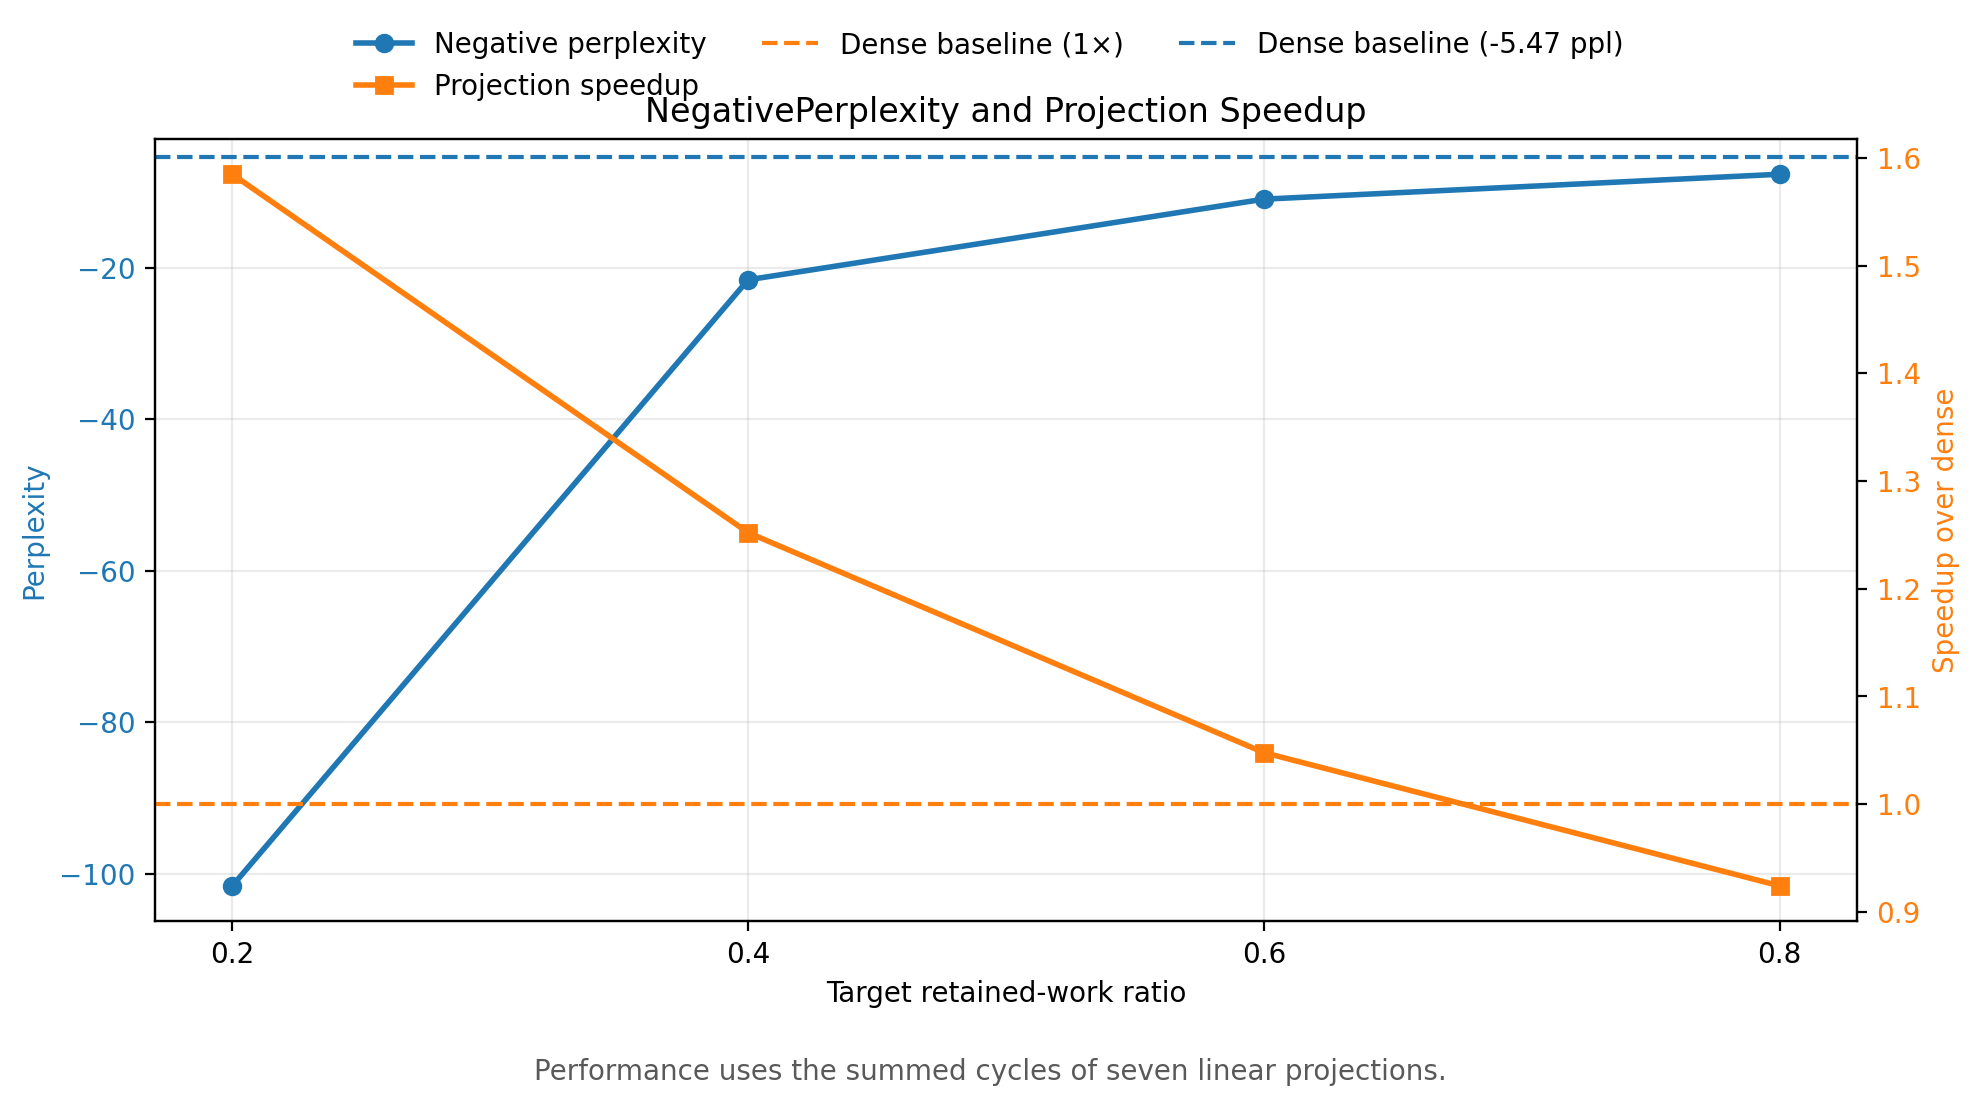 Negative perplexity
Projection speedup
Dense baseline (1×)
Dense baseline (-5.47 ppl)
NegativePerplexity and Projection Speedup
Perplexity
−20
−40
−60
−80
−100
1.6
1.5
1.4
1.3
1.2
1.1
1.0
0.9
Speedup over dense
0.2
0.4
0.6
0.8
Target retained-work ratio
Performance uses the summed cycles of seven linear projections.